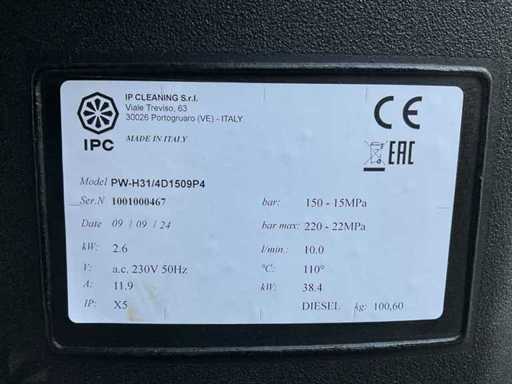 IP CLEANING S.r.l.
Viale Treviso, 63
30026 Portogruaro (VE) - ITALY
IPC
MADE IN ITALY
CE
EAC
Model PW-H31/4D1509P4
Ser.N 1001000467
bar: 150 - 15MPa
Date 09 / 09 / 24
bar max: 220 - 22MPa
kW: 2.6
l/min.: 10.0
V: a.c. 230V 50Hz
°C: 110°
A: 11.9
kW: 38.4
IP: X5
DIESEL kg: 100,60